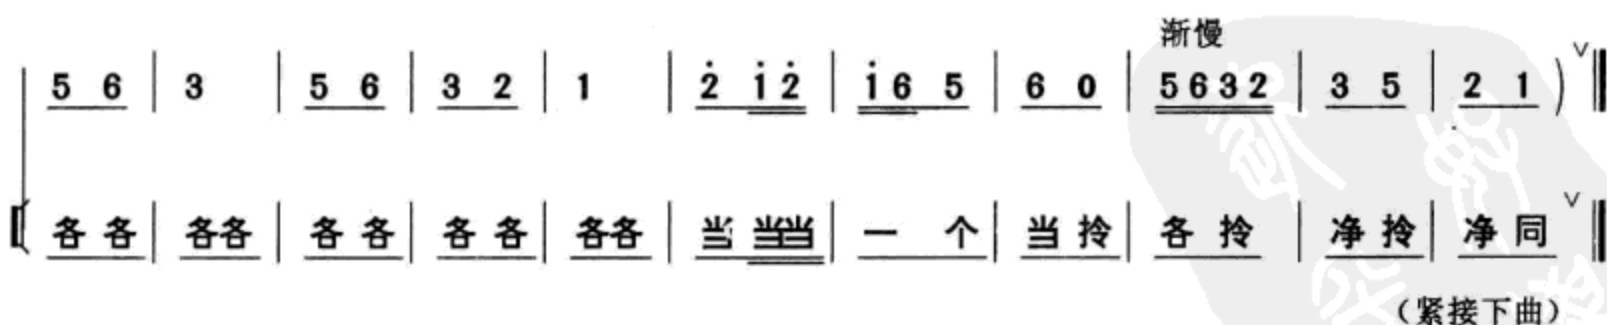 渐慢
5 6 | 3 | 5 6 | 3 2 | 1 | 2̇ 1̇ 2̇ | 1̇ 6 5 | 6 0 | 5 6 3 2 | 3 5 | 2 1 ) ∨
各 各 | 各各 | 各 各 | 各 各 | 各各 | 当 当当 | 一 个 | 当 拎 | 各 拎 | 净 拎 | 净 同 ∨
（紧接下曲）